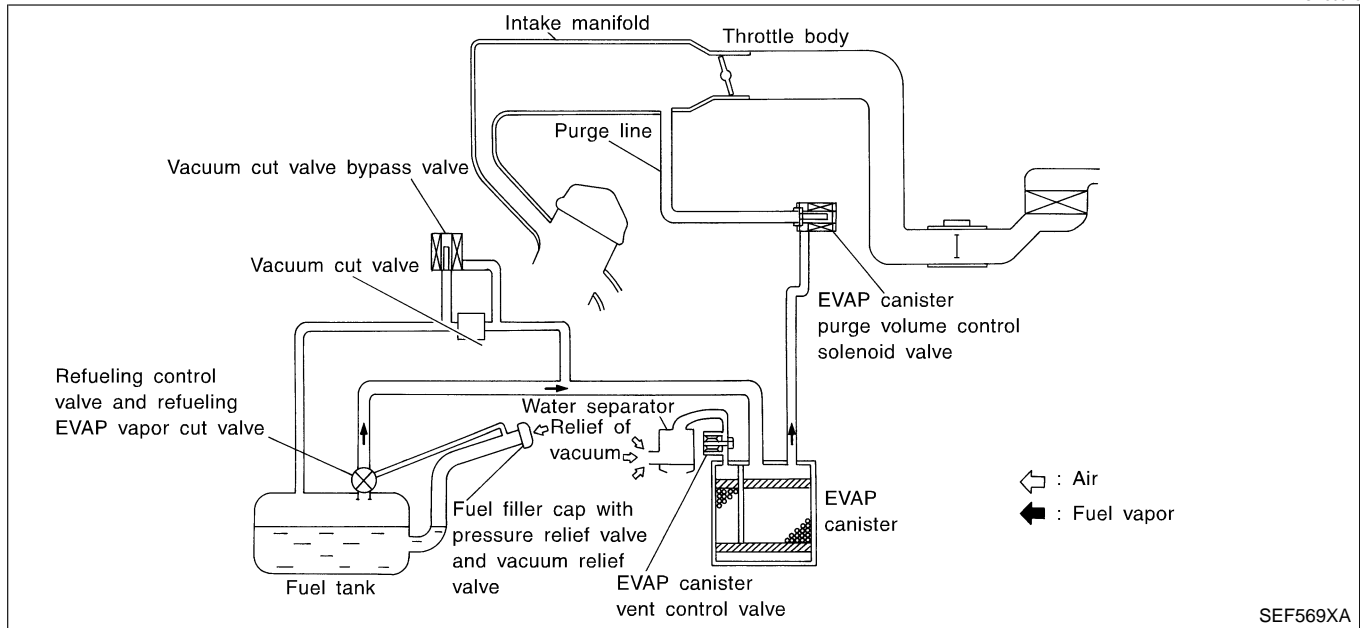 Intake manifold
Throttle body
Purge line
Vacuum cut valve bypass valve
Vacuum cut valve
EVAP canister
purge volume control
solenoid valve
Refueling control
valve and refueling
EVAP vapor cut valve
Water separator
Relief of
vacuum
Fuel filler cap with
pressure relief valve
and vacuum relief
valve
EVAP
canister
: Air
: Fuel vapor
Fuel tank
EVAP canister
vent control valve
SEF569XA